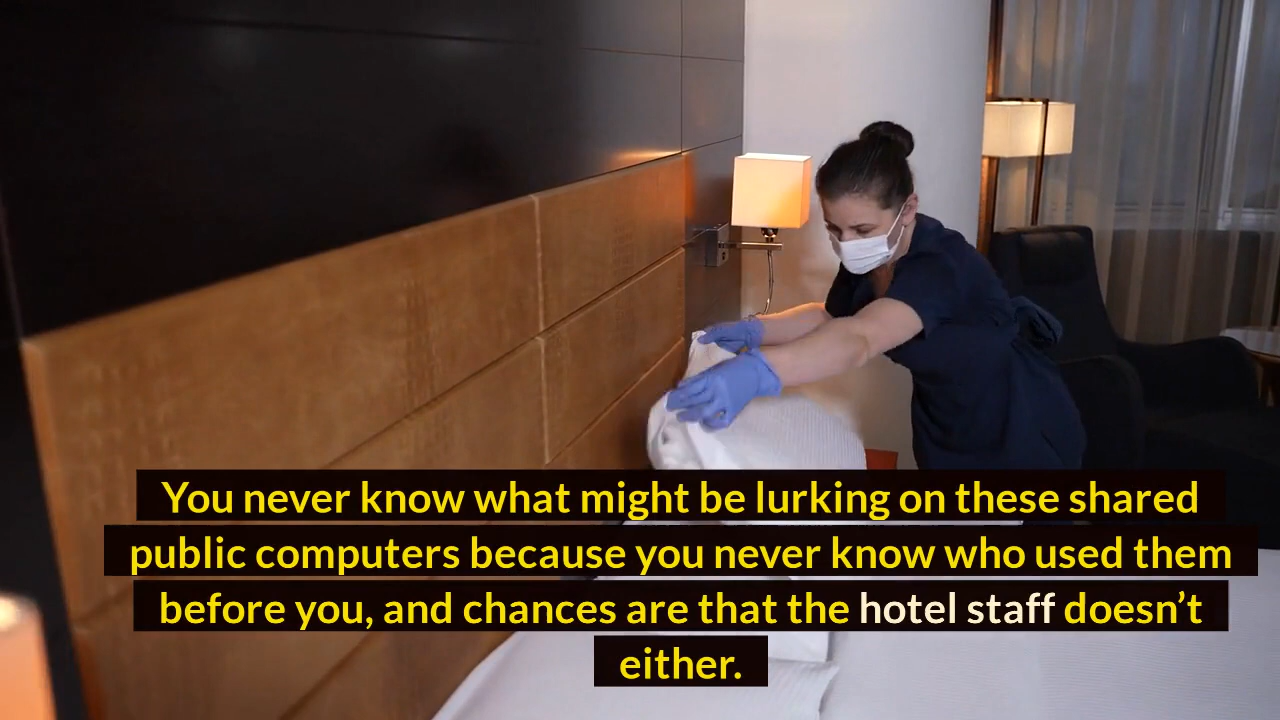 You never know what might be lurking on these shared
public computers because you never know who used them
before you, and chances are that the hotel staff doesn’t
either.